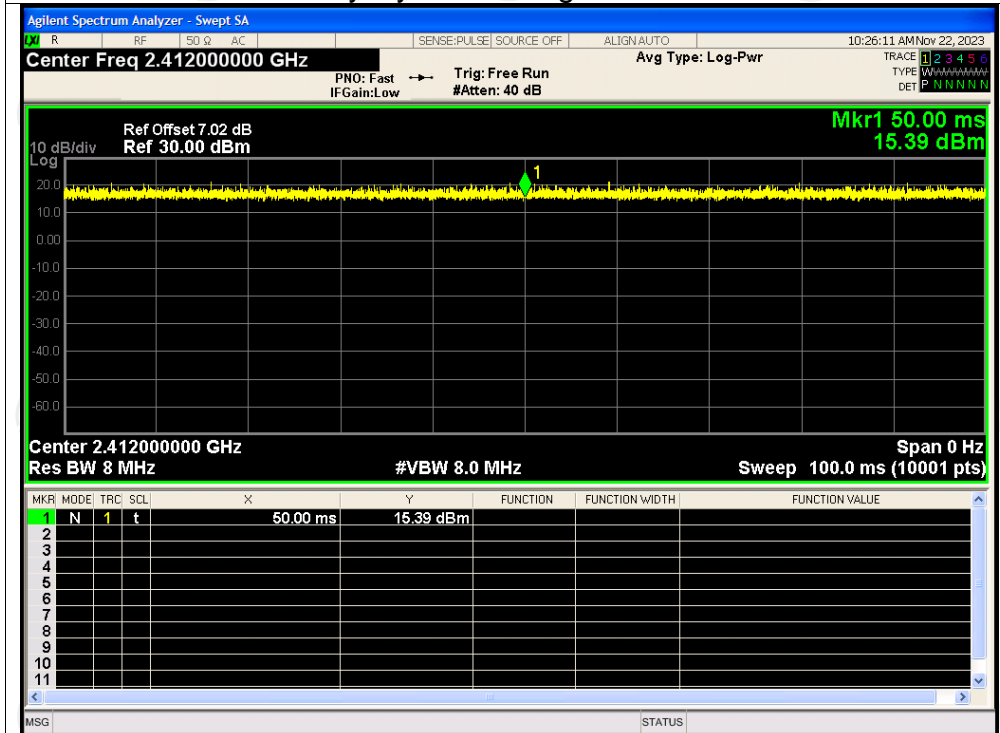 Agilent Spectrum Analyzer - Swept SA
LXI R RF 50 Ω AC SENSE:PULSE SOURCE OFF ALIGN AUTO 10:26:11 AM Nov 22, 2023
Center Freq 2.412000000 GHz Avg Type: Log-Pwr TRACE 1 2 3 4 5 6
PNO: Fast Trig: Free Run TYPE W
IFGain:Low #Atten: 40 dB DET P N N N N N
Mkr1 50.00 ms
Ref Offset 7.02 dB 15.39 dBm
10 dB/div Ref 30.00 dBm
Log
1
20.0
10.0
0.00
-10.0
-20.0
-30.0
-40.0
-50.0
-60.0
Center 2.412000000 GHz Span 0 Hz
Res BW 8 MHz #VBW 8.0 MHz Sweep 100.0 ms (10001 pts)
MKR MODE TRC SCL X Y FUNCTION FUNCTION WIDTH FUNCTION VALUE
1 N 1 t 50.00 ms 15.39 dBm
2
3
4
5
6
7
8
9
10
11
MSG STATUS